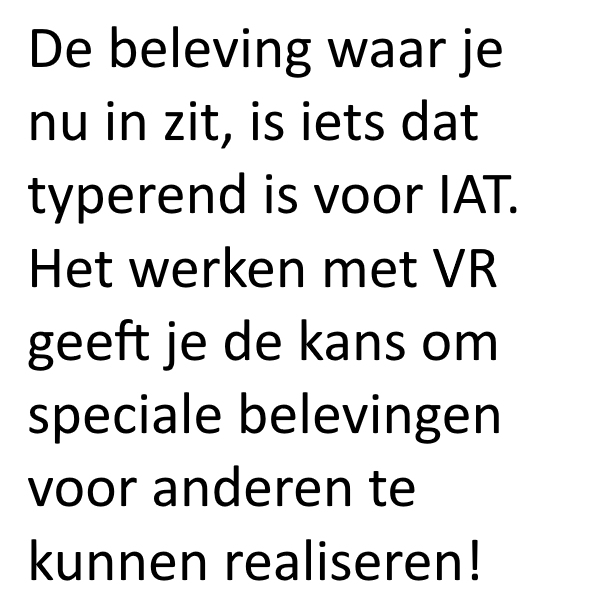 De beleving waar je
nu in zit, is iets dat
typerend is voor IAT.
Het werken met VR
geeft je de kans om
speciale belevingen
voor anderen te
kunnen realiseren!